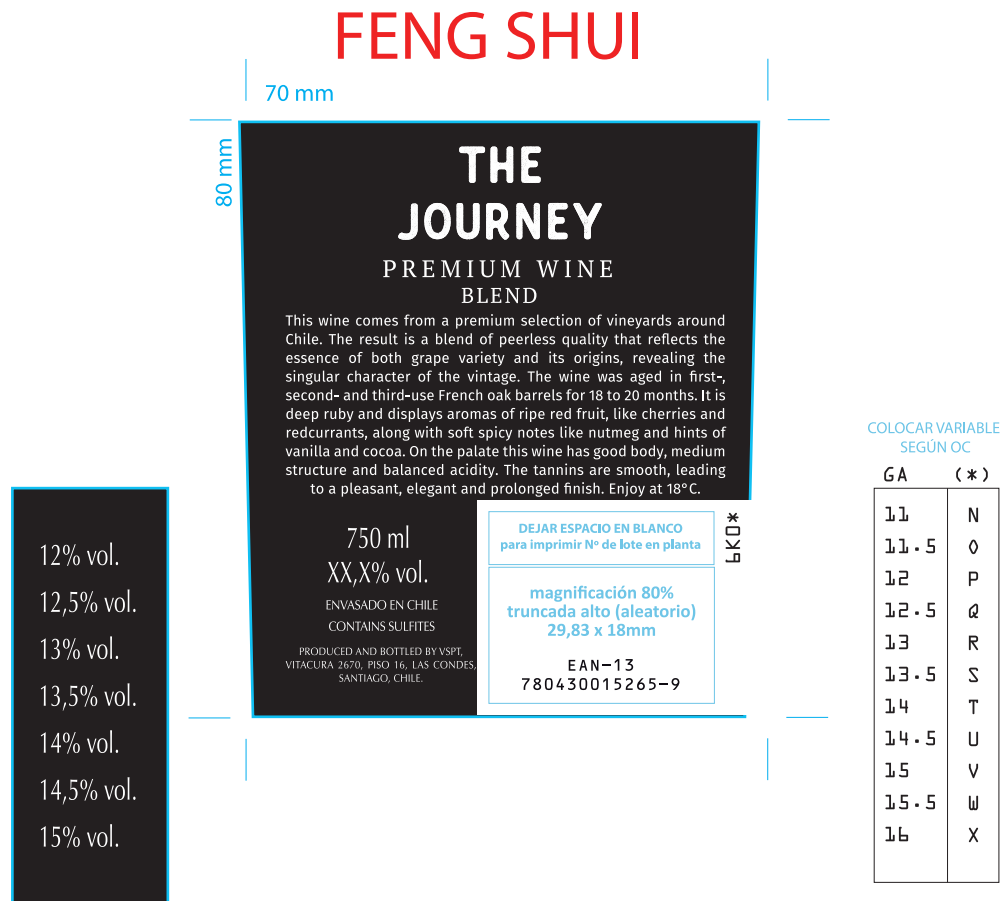 FENG SHUI
70 mm
80 mm
THE
JOURNEY
PREMIUM WINE
BLEND
This wine comes from a premium selection of vineyards around
Chile. The result is a blend of peerless quality that reflects the
essence of both grape variety and its origins, revealing the
singular character of the vintage. The wine was aged in first-,
second- and third-use French oak barrels for 18 to 20 months. It is
deep ruby and displays aromas of ripe red fruit, like cherries and
redcurrants, along with soft spicy notes like nutmeg and hints of
vanilla and cocoa. On the palate this wine has good body, medium
structure and balanced acidity. The tannins are smooth, leading
to a pleasant, elegant and prolonged finish. Enjoy at 18°C.
750 ml
XX,X% vol.
ENVASADO EN CHILE
CONTAINS SULFITES
PRODUCED AND BOTTLED BY VSPT,
VITACURA 2670, PISO 16, LAS CONDES,
SANTIAGO, CHILE.
DEJAR ESPACIO EN BLANCO
para imprimir Nº de lote en planta
6KO*
magnificación 80%
truncada alto (aleatorio)
29,83 x 18mm
EAN-13
780430015265-9
12% vol.
12,5% vol.
13% vol.
13,5% vol.
14% vol.
14,5% vol.
15% vol.
COLOCAR VARIABLE
SEGÚN OC
GA (*)
11 N
11.5 O
12 P
12.5 Q
13 R
13.5 S
14 T
14.5 U
15 V
15.5 W
16 X